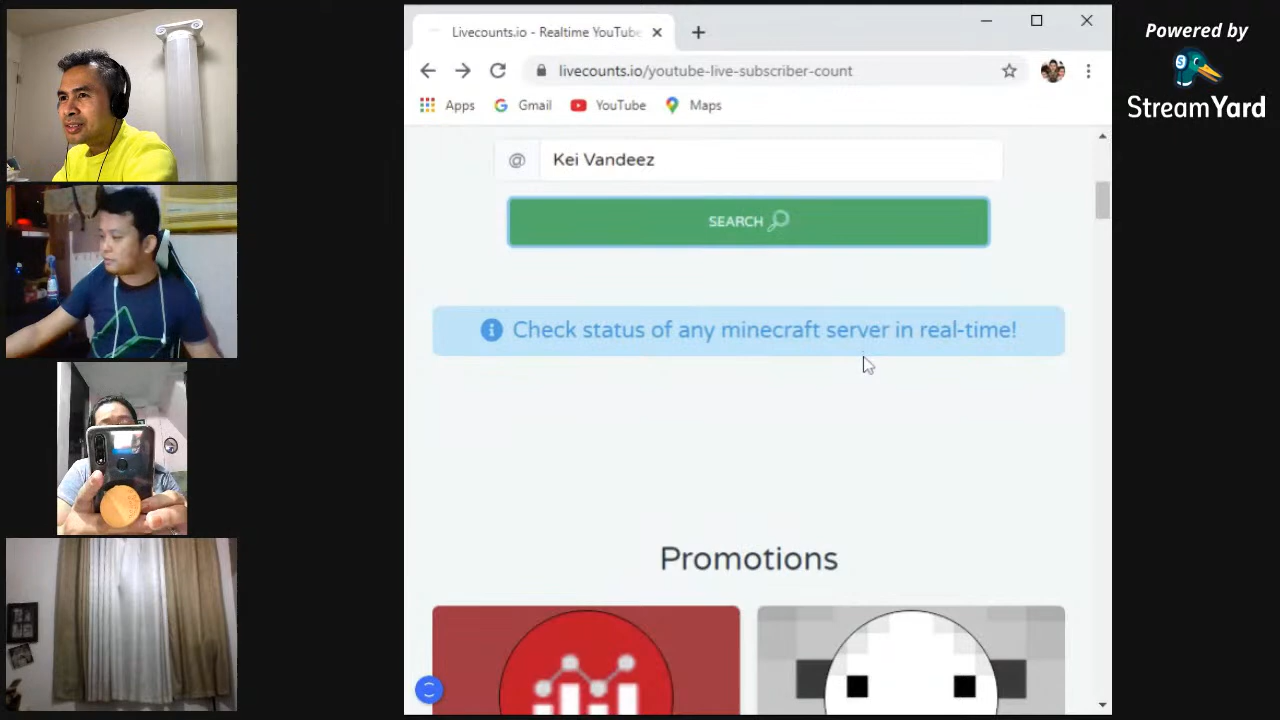 Livecounts.io - Realtime YouTube
livecounts.io/youtube-live-subscriber-count
Apps
Gmail
YouTube
Maps
@
Kei Vandeez
SEARCH
Check status of any minecraft server in real-time!
Promotions
Powered by
StreamYard